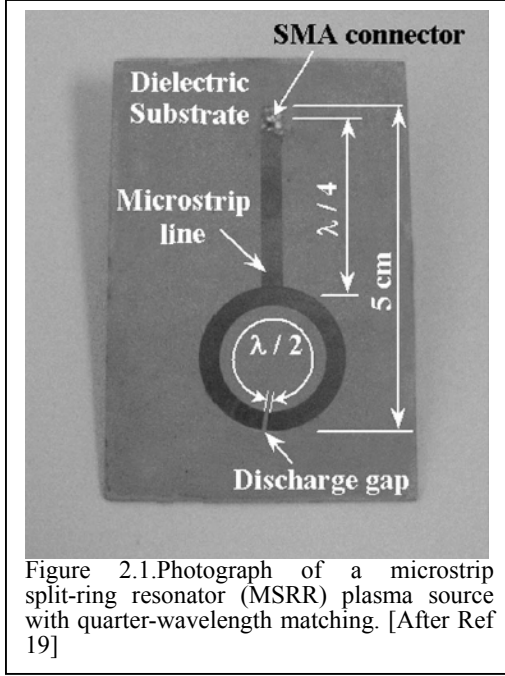 SMA connector
Dielectric
Substrate
Microstrip
line
λ / 4
5 cm
λ / 2
Discharge gap
Figure 2.1.Photograph of a microstrip
split-ring resonator (MSRR) plasma source
with quarter-wavelength matching. [After Ref
19]